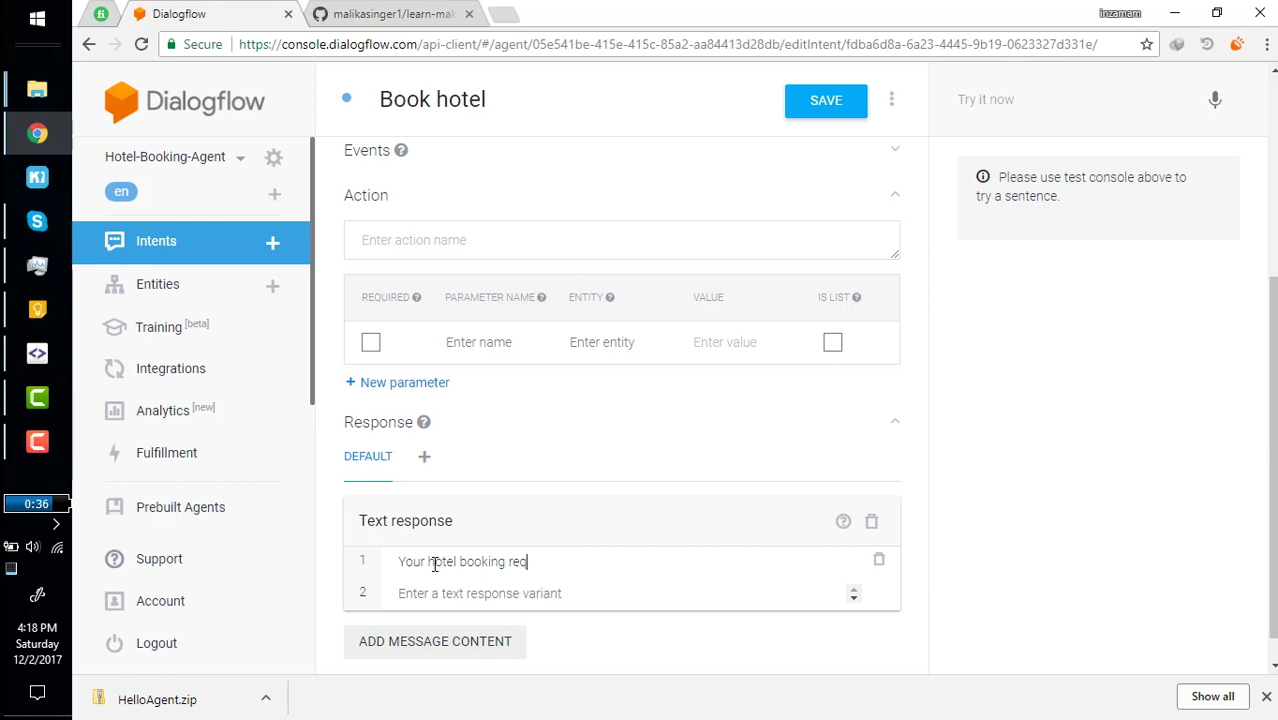 Dialogflow
malikasinger1/learn-mal
Inzamam
Secure
https://console.dialogflow.com/api-client/#/agent/05e541be-415e-415c-85a2-aa84413d28db/editIntent/fdba6d8a-6a23-4445-9b19-0623327d331e/
Dialogflow
Hotel-Booking-Agent
en
Intents
Entities
Training [beta]
Integrations
Analytics [new]
Fulfillment
Prebuilt Agents
Support
Account
Logout
0:36
4:18 PM
Saturday
12/2/2017
Book hotel
SAVE
Events
Action
Enter action name
REQUIRED PARAMETER NAME ENTITY VALUE IS LIST
Enter name Enter entity Enter value
+ New parameter
Response
DEFAULT
Text response
1 Your hotel booking req
2 Enter a text response variant
ADD MESSAGE CONTENT
Try it now
Please use test console above to
try a sentence.
HelloAgent.zip
Show all